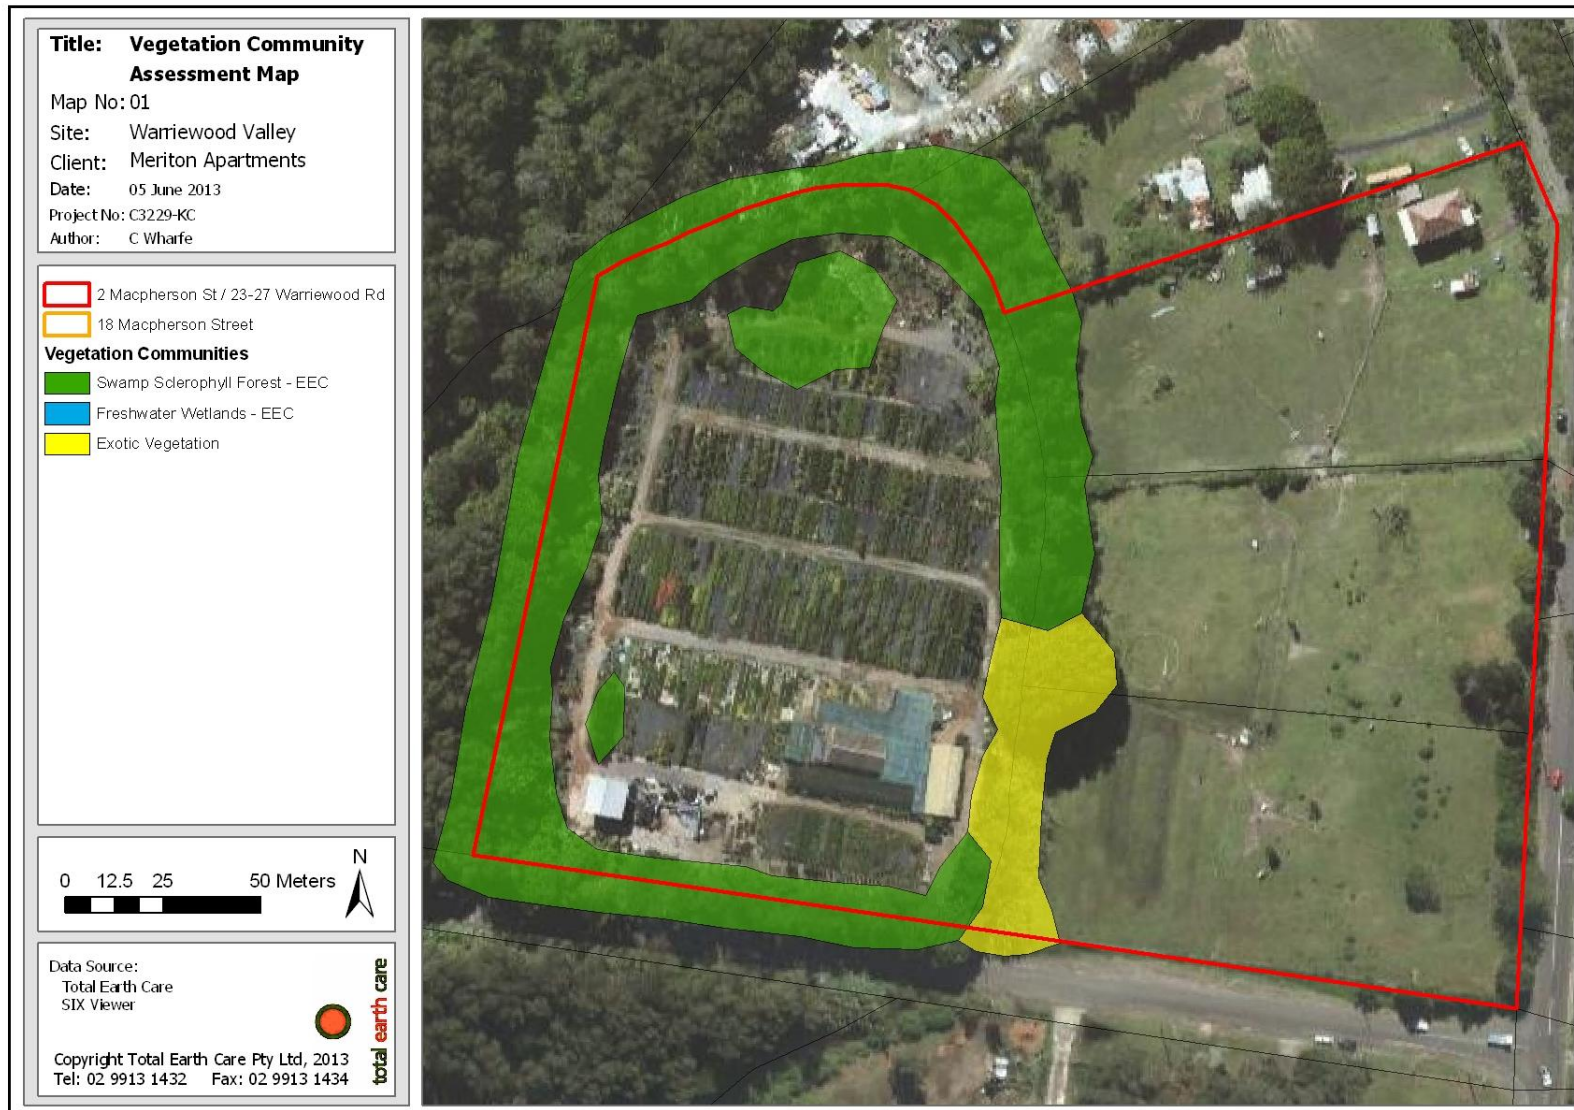 Title: Vegetation Community
Assessment Map
Map No: 01
Site: Warriewood Valley
Client: Meriton Apartments
Date: 05 June 2013
Project No: C3229-KC
Author: C Wharfe
2 Macpherson St / 23-27 Warriewood Rd
18 Macpherson Street
Vegetation Communities
Swamp Sclerophyll Forest - EEC
Freshwater Wetlands - EEC
Exotic Vegetation
N
0 12.5 25 50 Meters
Data Source:
Total Earth Care
SIX Viewer
total earth care
Copyright Total Earth Care Pty Ltd, 2013
Tel: 02 9913 1432 Fax: 02 9913 1434